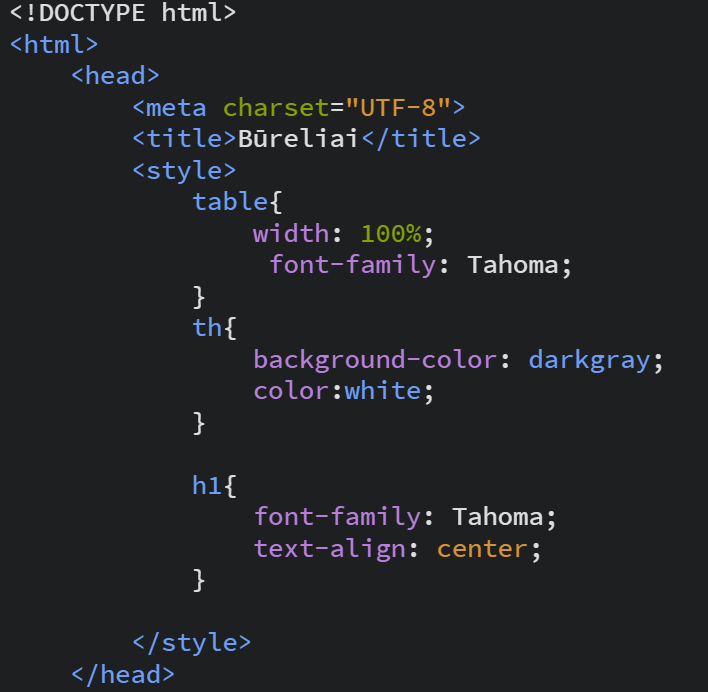 <!DOCTYPE html>
<html>
    <head>
        <meta charset="UTF-8">
        <title>Būreliai</title>
        <style>
            table{
                width: 100%;
                 font-family: Tahoma;
            }
            th{
                background-color: darkgray;
                color:white;
            }

            h1{
                font-family: Tahoma;
                text-align: center;
            }

        </style>
    </head>